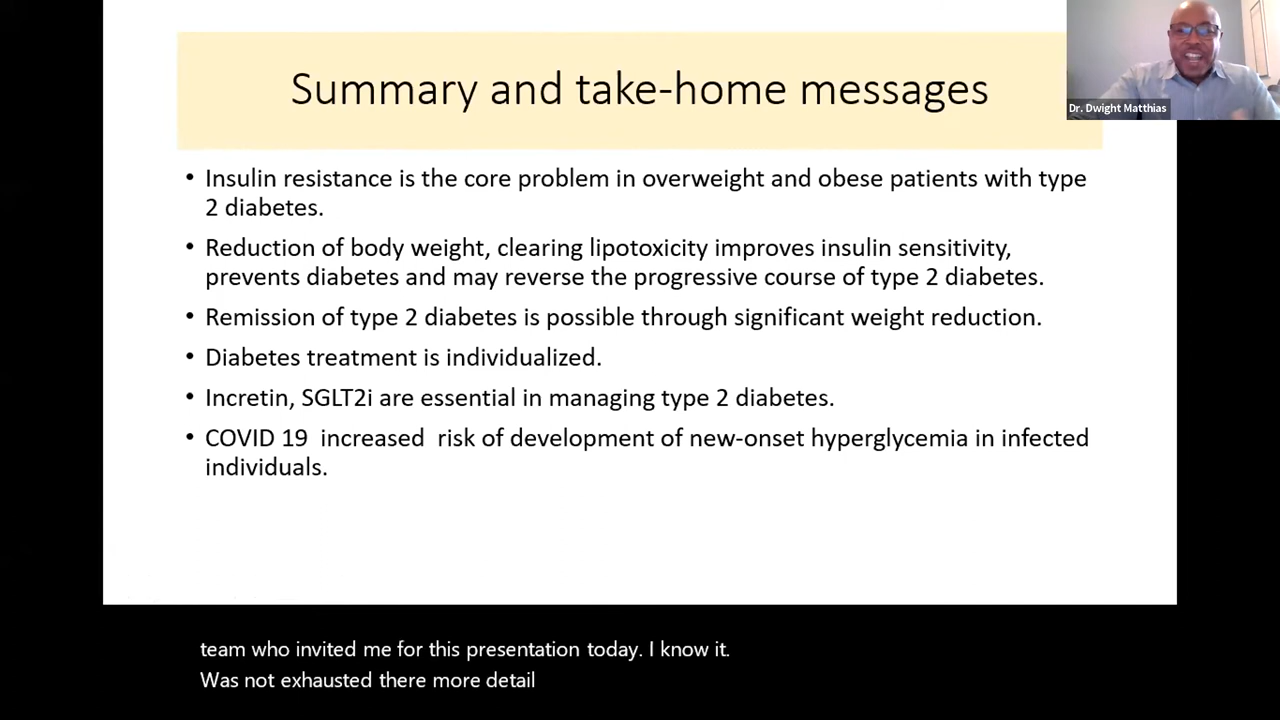 Summary and take-home messages
Dr. Dwight Matthias
• Insulin resistance is the core problem in overweight and obese patients with type
2 diabetes.
• Reduction of body weight, clearing lipotoxicity improves insulin sensitivity,
prevents diabetes and may reverse the progressive course of type 2 diabetes.
• Remission of type 2 diabetes is possible through significant weight reduction.
• Diabetes treatment is individualized.
• Incretin, SGLT2i are essential in managing type 2 diabetes.
• COVID 19  increased  risk of development of new-onset hyperglycemia in infected
individuals.
team who invited me for this presentation today. I know it.
Was not exhausted there more detail